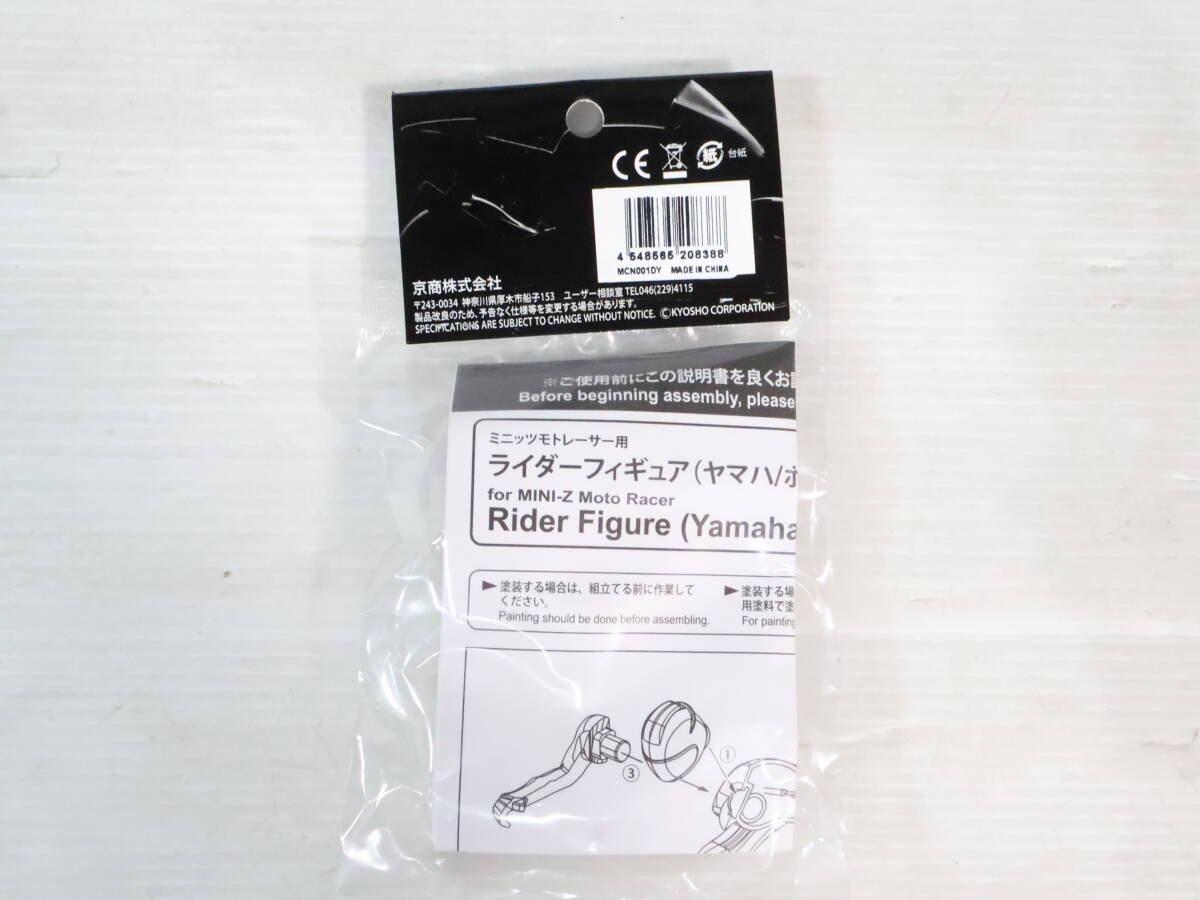 CE 紙 台紙
4 548565 208388
MCN001DY MADE IN CHINA
京商株式会社
〒243-0034 神奈川県厚木市船子153 ユーザー相談室 TEL046(229)4115
製品改良のため、予告なく仕様等を変更する場合があります。
SPECIFICATIONS ARE SUBJECT TO CHANGE WITHOUT NOTICE. ©KYOSHO CORPORATION
※ご使用前にこの説明書を良くお
Before beginning assembly, please
ミニッツモトレーサー用
ライダーフィギュア(ヤマハ/ホ
for MINI-Z Moto Racer
Rider Figure (Yamaha
▶塗装する場合は、組立てる前に作業して
ください。
Painting should be done before assembling.
▶塗装する場
用塗料で塗
For painting
①
③